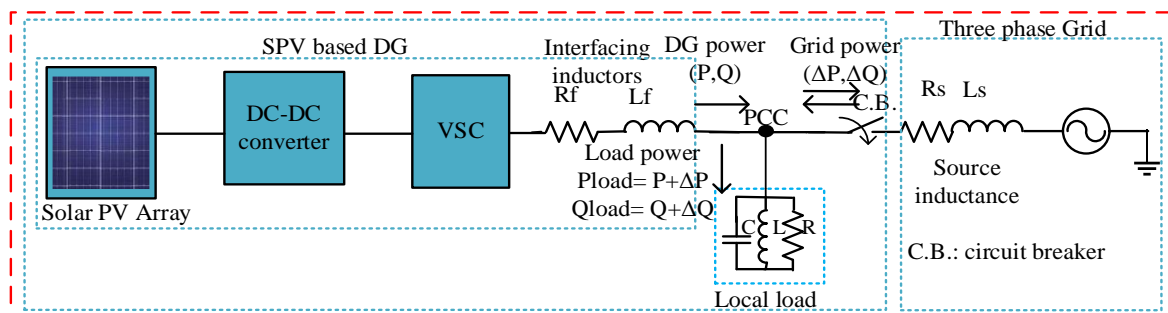 SPV based DG
Interfacing
inductors
Rf
Lf
DG power
(P,Q)
Grid power
(ΔP,ΔQ)
C.B.
Three phase Grid
Rs
Ls
DC-DC
converter
VSC
PCC
Load power
Pload= P+ΔP
Qload= Q+ΔQ
Source
inductance
Solar PV Array
C
L
R
C.B.: circuit breaker
Local load